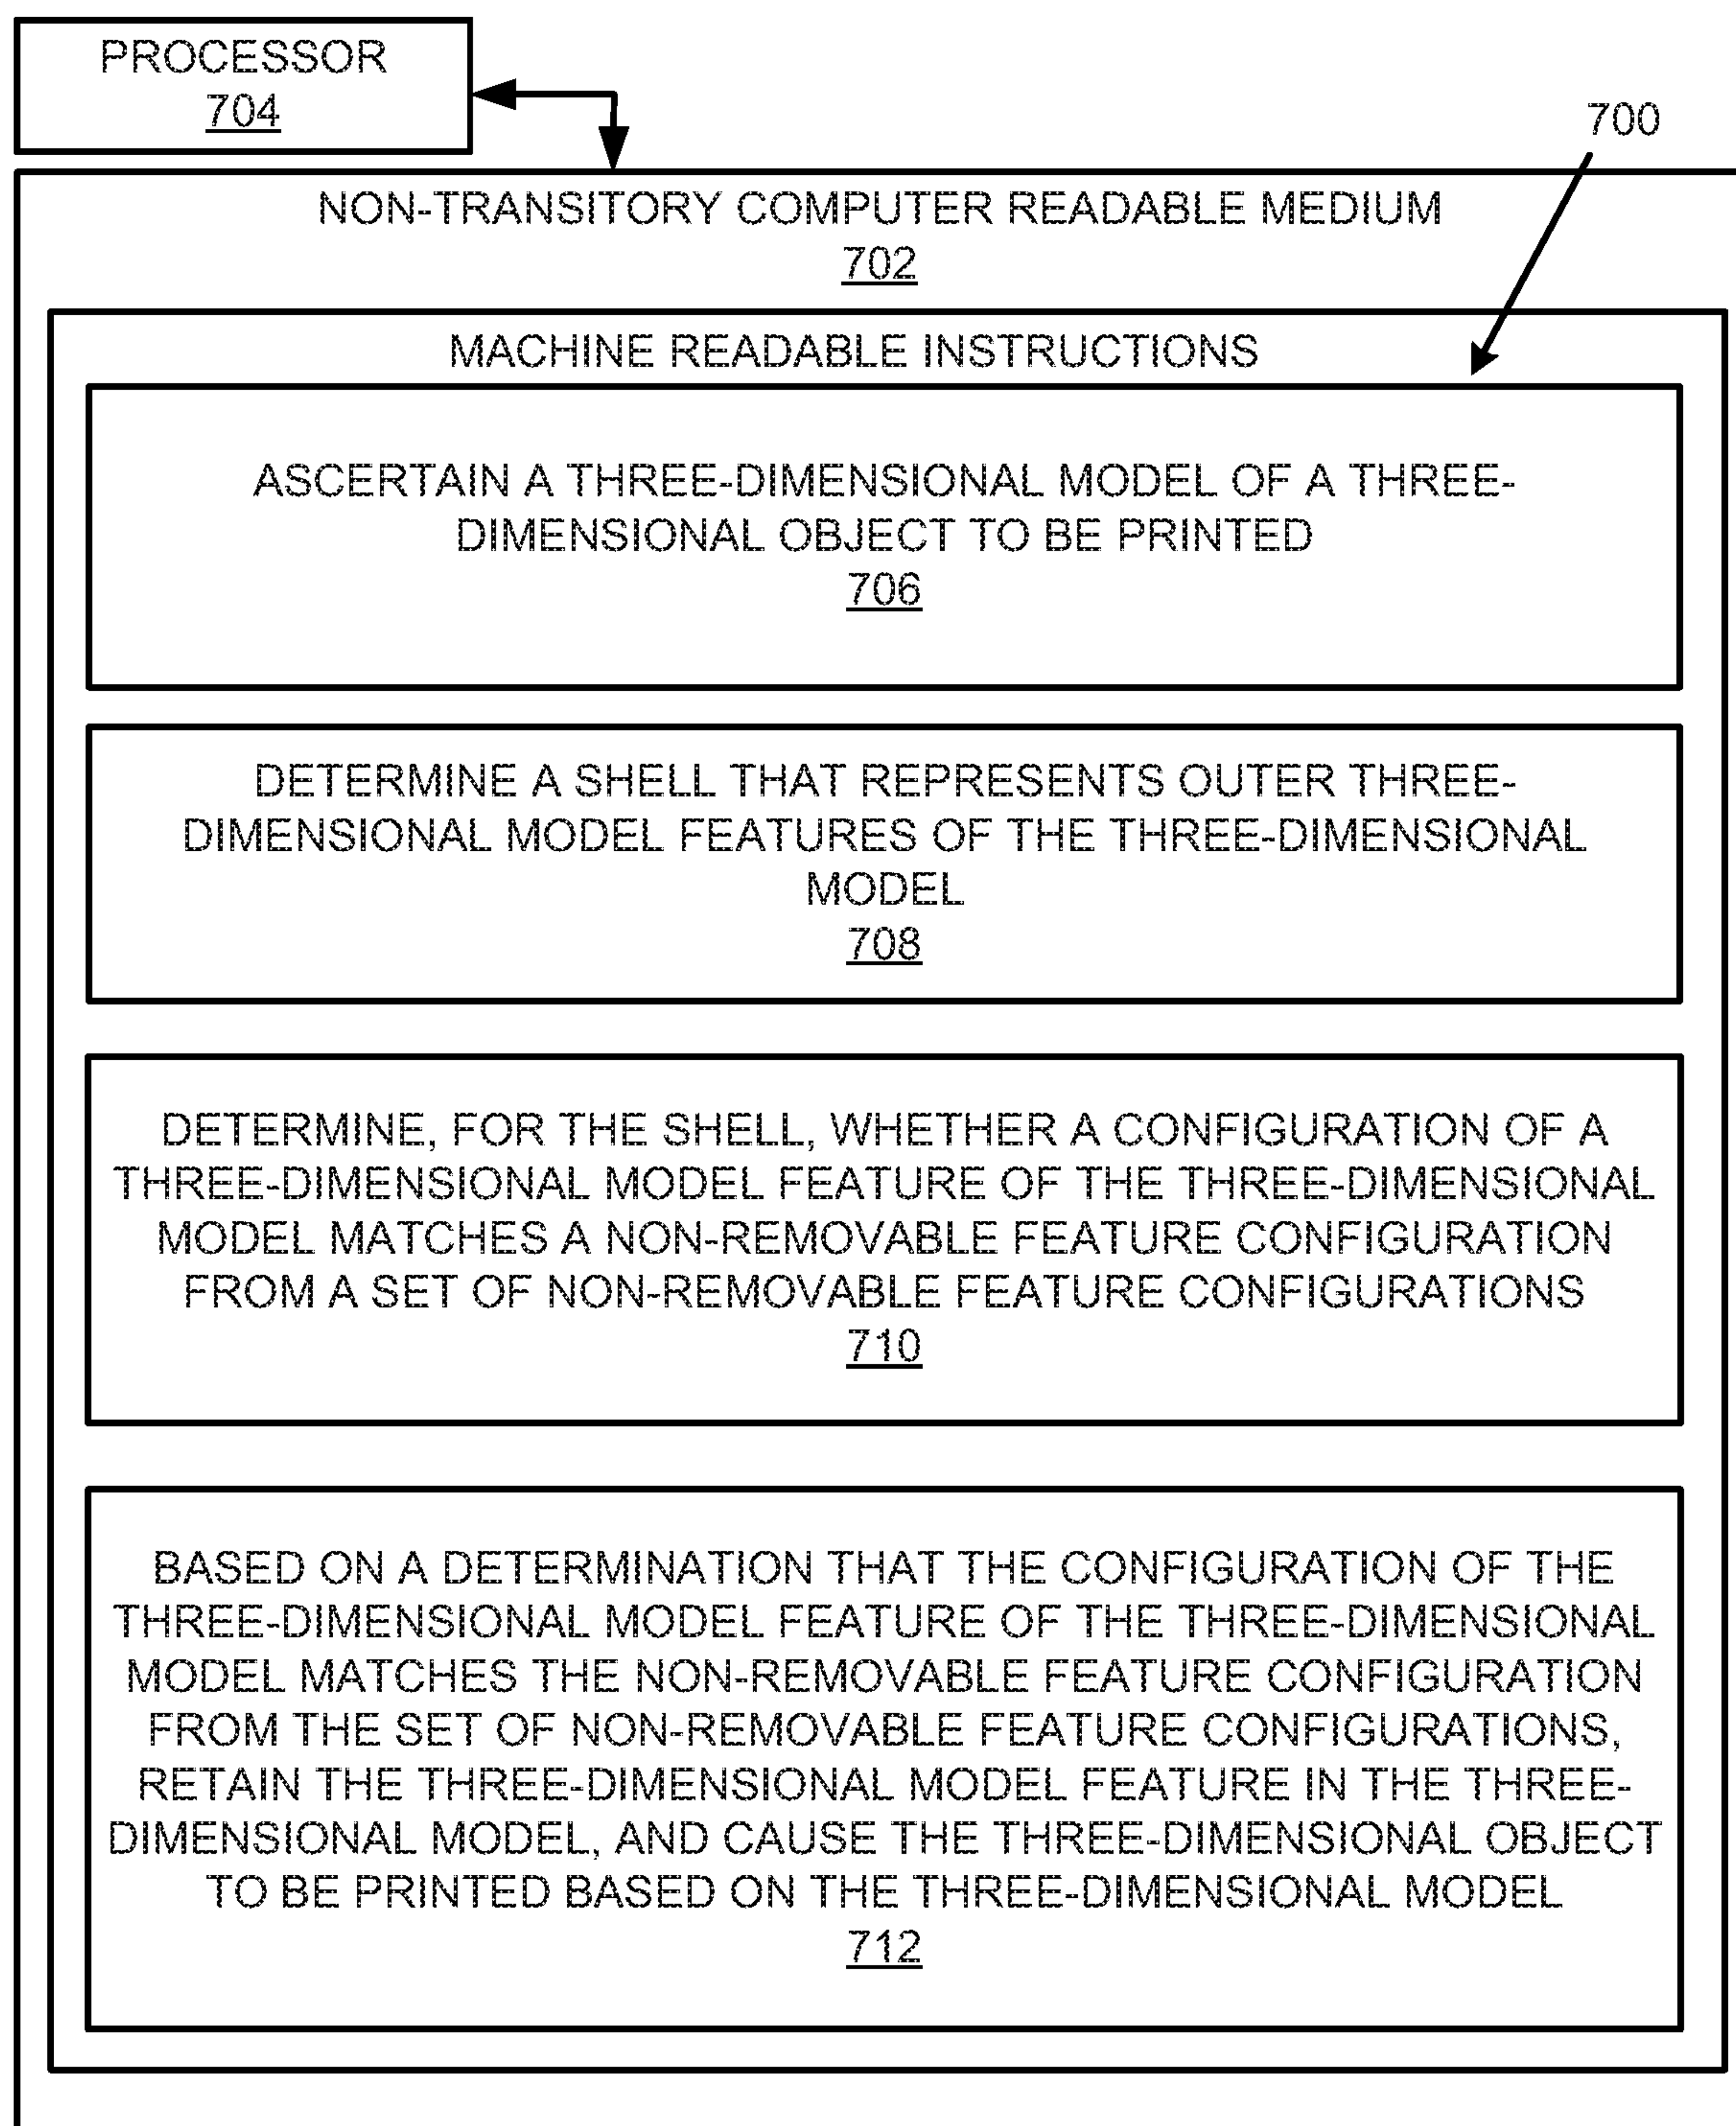 PROCESSOR
704
700
NON-TRANSITORY COMPUTER READABLE MEDIUM
702
MACHINE READABLE INSTRUCTIONS
ASCERTAIN A THREE-DIMENSIONAL MODEL OF A THREE-
DIMENSIONAL OBJECT TO BE PRINTED
706
DETERMINE A SHELL THAT REPRESENTS OUTER THREE-
DIMENSIONAL MODEL FEATURES OF THE THREE-DIMENSIONAL
MODEL
708
DETERMINE, FOR THE SHELL, WHETHER A CONFIGURATION OF A
THREE-DIMENSIONAL MODEL FEATURE OF THE THREE-DIMENSIONAL
MODEL MATCHES A NON-REMOVABLE FEATURE CONFIGURATION
FROM A SET OF NON-REMOVABLE FEATURE CONFIGURATIONS
710
BASED ON A DETERMINATION THAT THE CONFIGURATION OF THE
THREE-DIMENSIONAL MODEL FEATURE OF THE THREE-DIMENSIONAL
MODEL MATCHES THE NON-REMOVABLE FEATURE CONFIGURATION
FROM THE SET OF NON-REMOVABLE FEATURE CONFIGURATIONS,
RETAIN THE THREE-DIMENSIONAL MODEL FEATURE IN THE THREE-
DIMENSIONAL MODEL, AND CAUSE THE THREE-DIMENSIONAL OBJECT
TO BE PRINTED BASED ON THE THREE-DIMENSIONAL MODEL
712